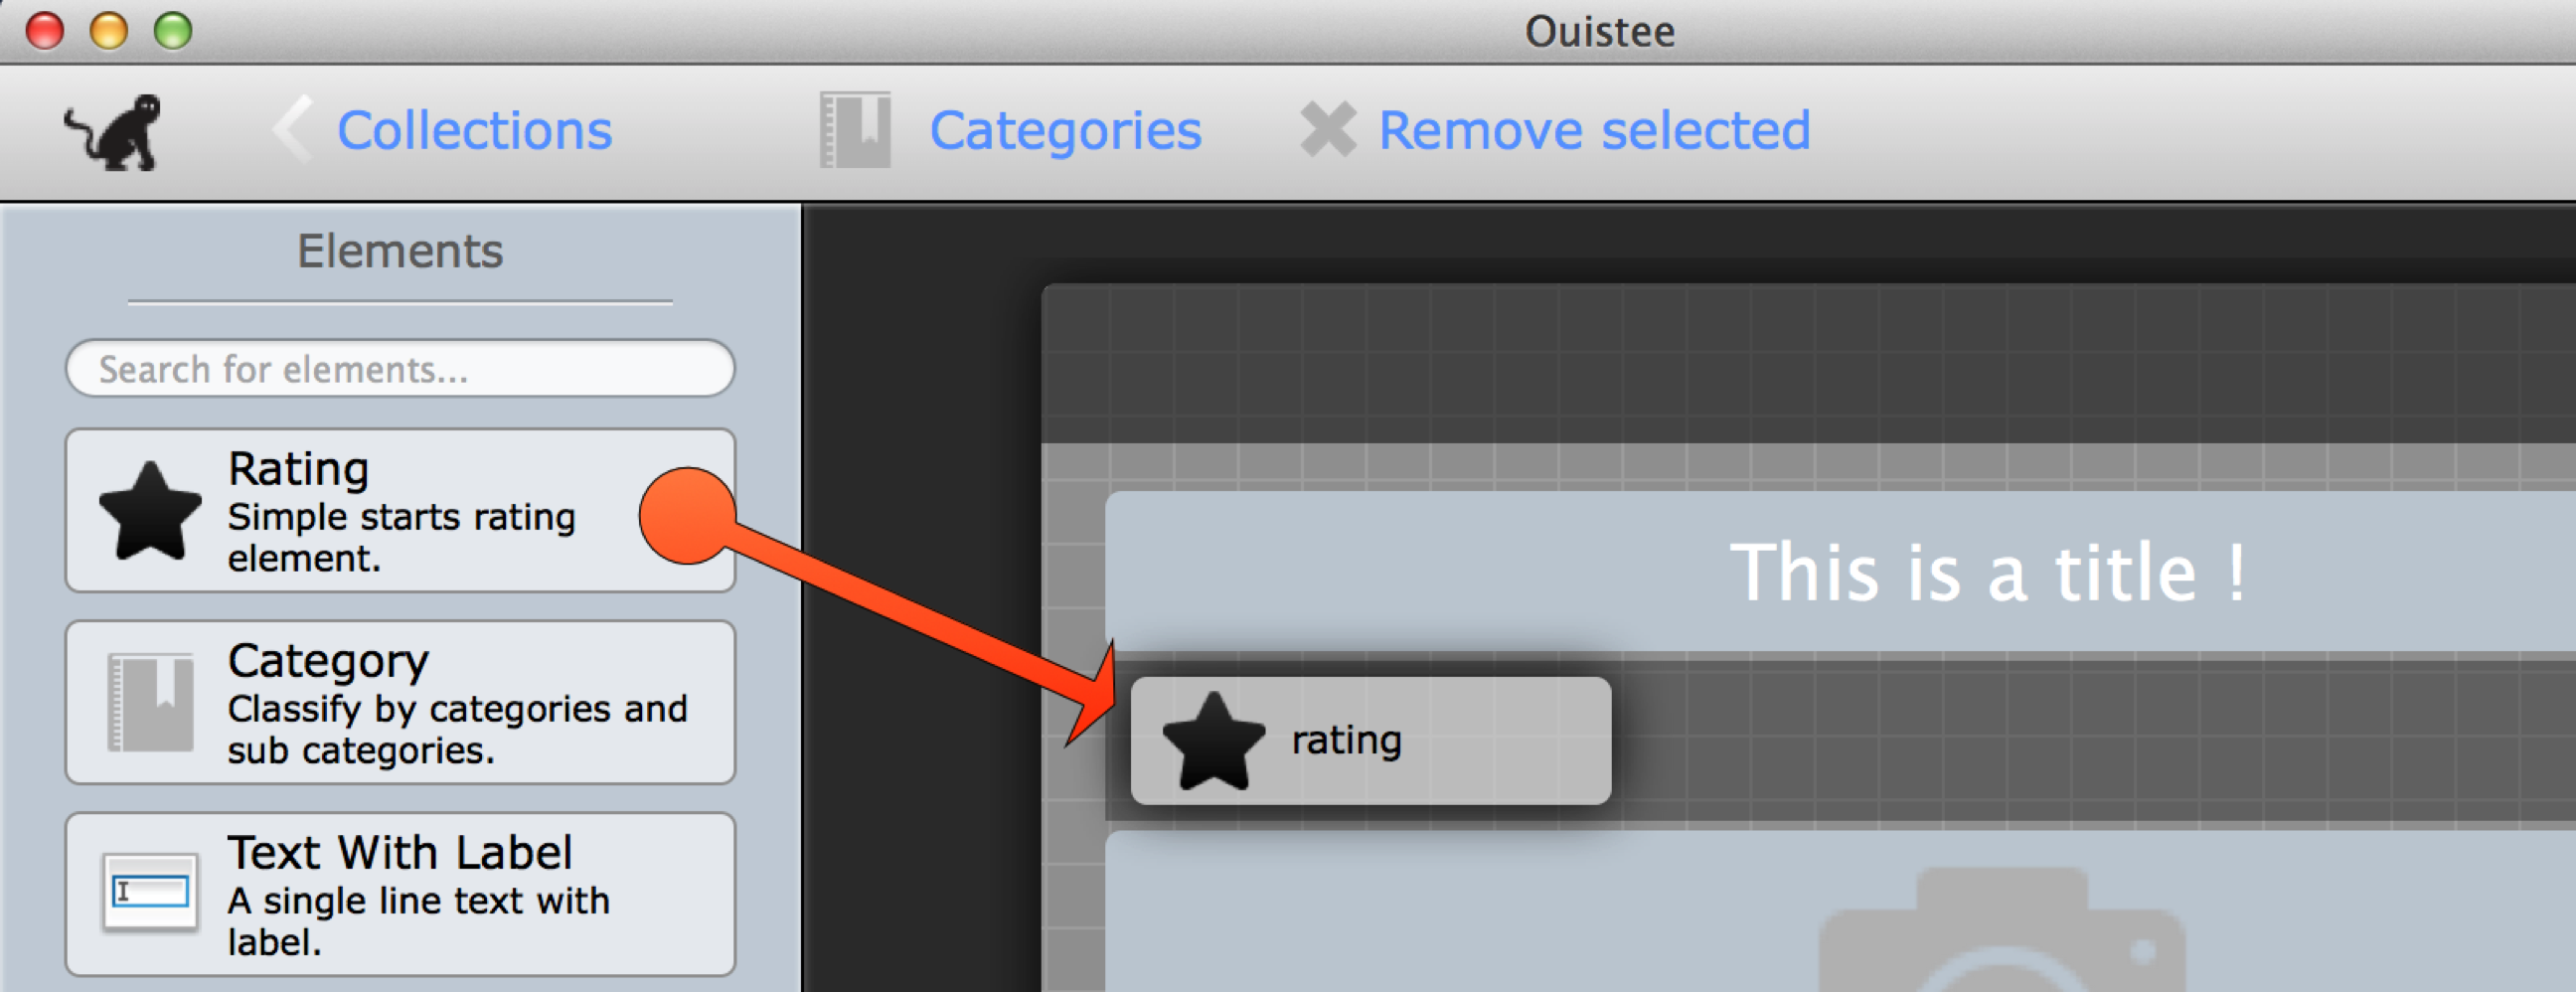 Ouistee
Collections
Categories
Remove selected
Elements
Search for elements...
Rating
Simple starts rating
element.
Category
Classify by categories and
sub categories.
Text With Label
A single line text with
label.
This is a title !
rating